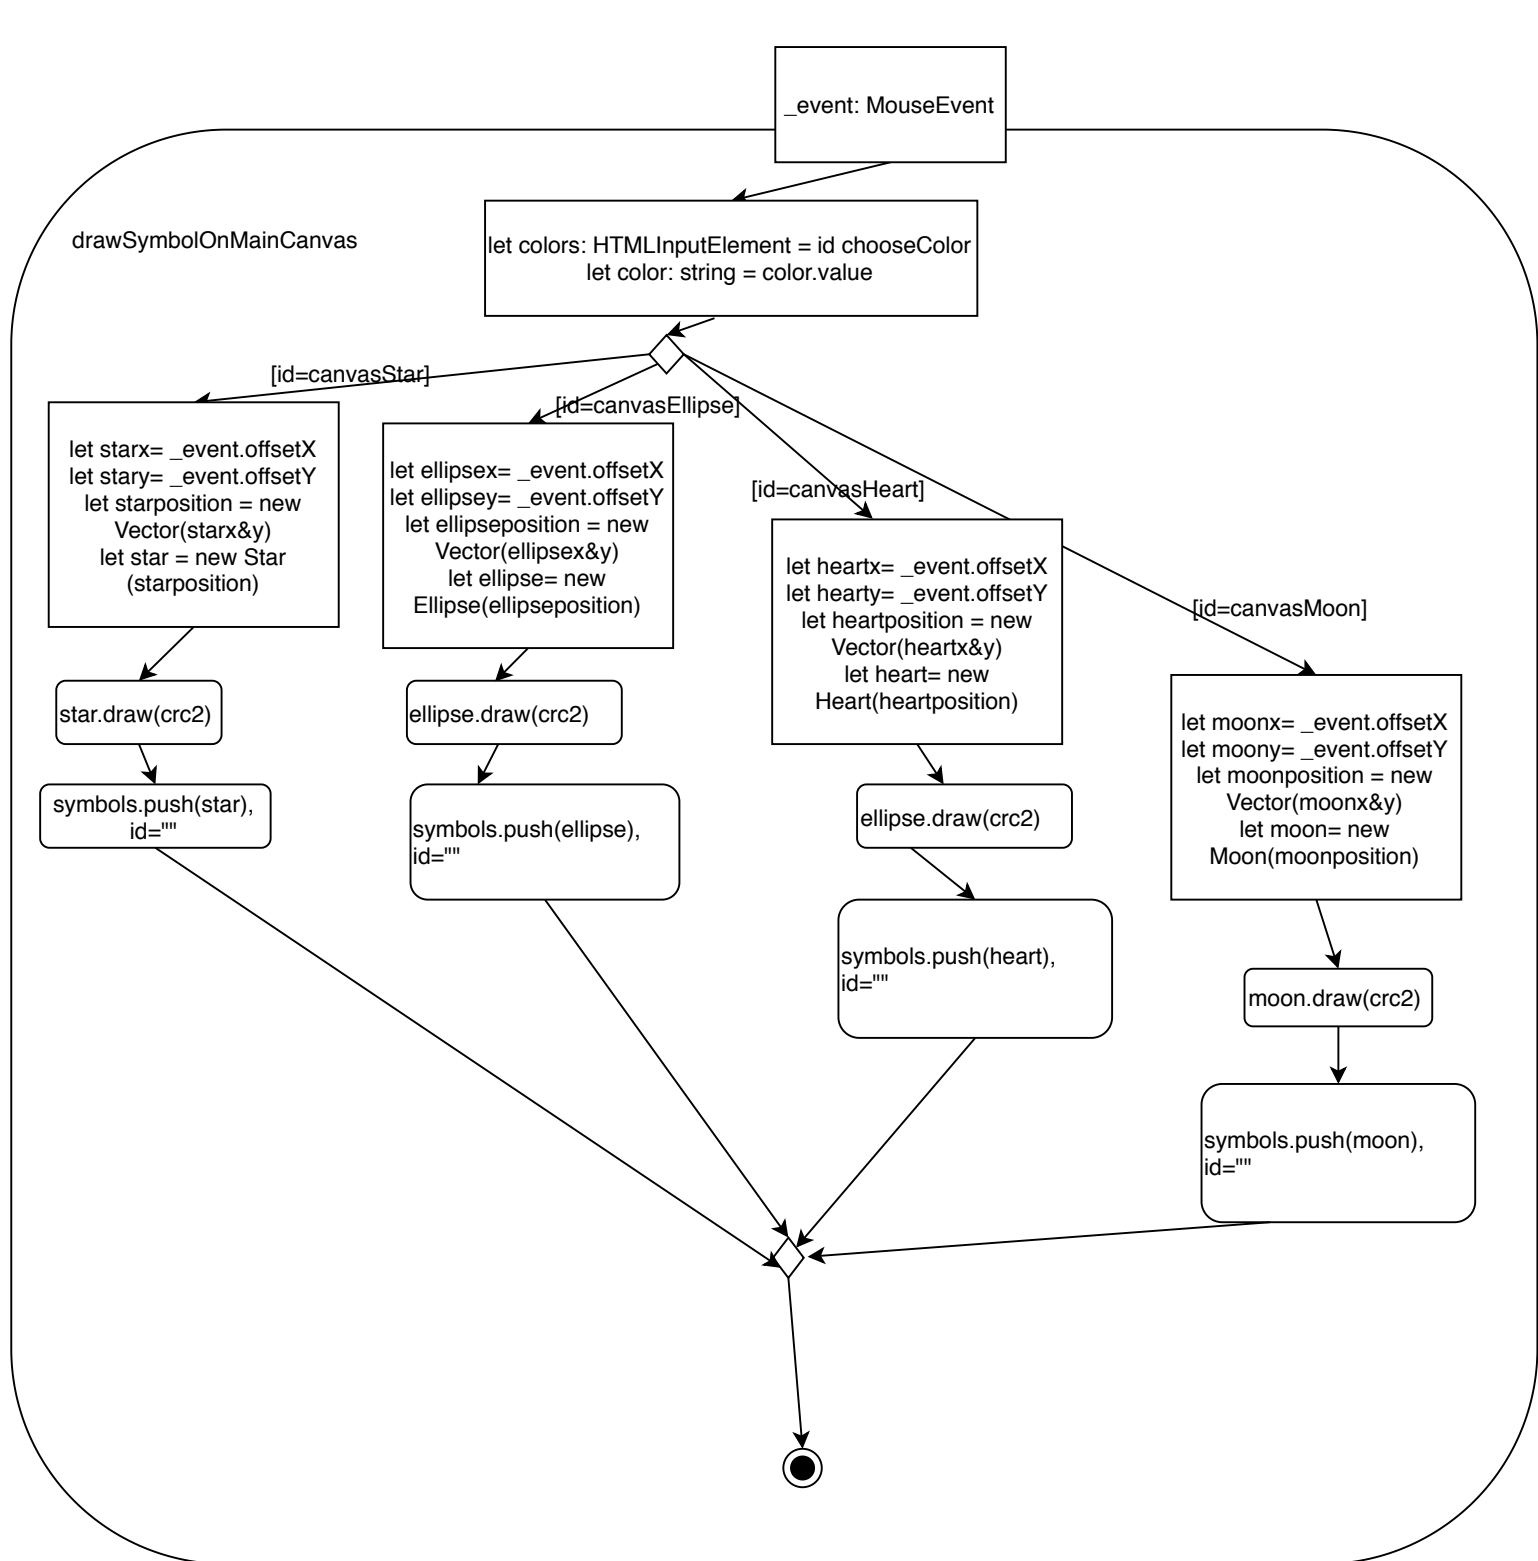 _event: MouseEvent
drawSymbolOnMainCanvas
let colors: HTMLInputElement = id chooseColor
let color: string = color.value
[id=canvasStar]
[id=canvasEllipse]
[id=canvasHeart]
[id=canvasMoon]
let starx= _event.offsetX
let stary= _event.offsetY
let starposition = new
Vector(starx&y)
let star = new Star
(starposition)
star.draw(crc2)
symbols.push(star),
id=""
let ellipsex= _event.offsetX
let ellipsey= _event.offsetY
let ellipseposition = new
Vector(ellipsex&y)
let ellipse= new
Ellipse(ellipseposition)
ellipse.draw(crc2)
symbols.push(ellipse),
id=""
let heartx= _event.offsetX
let hearty= _event.offsetY
let heartposition = new
Vector(heartx&y)
let heart= new
Heart(heartposition)
ellipse.draw(crc2)
symbols.push(heart),
id=""
let moonx= _event.offsetX
let moony= _event.offsetY
let moonposition = new
Vector(moonx&y)
let moon= new
Moon(moonposition)
moon.draw(crc2)
symbols.push(moon),
id=""